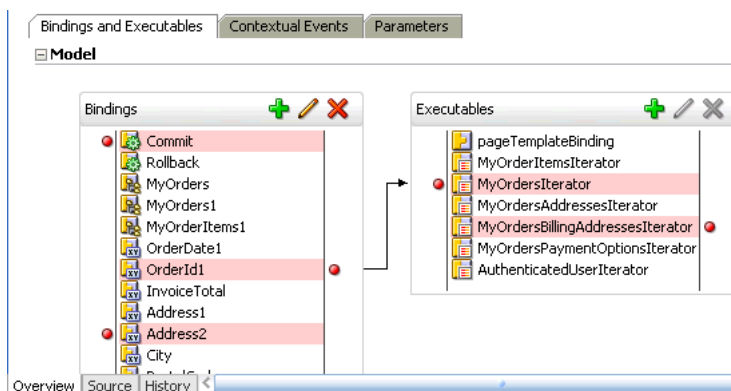 Bindings and Executables Contextual Events Parameters
Model
Bindings
Commit
Rollback
MyOrders
MyOrders1
MyOrderItems1
OrderDate1
OrderId1
InvoiceTotal
Address1
Address2
City
Executables
pageTemplateBinding
MyOrderItemsIterator
MyOrdersIterator
MyOrdersAddressesIterator
MyOrdersBillingAddressesIterator
MyOrdersPaymentOptionsIterator
AuthenticatedUserIterator
Overview Source History